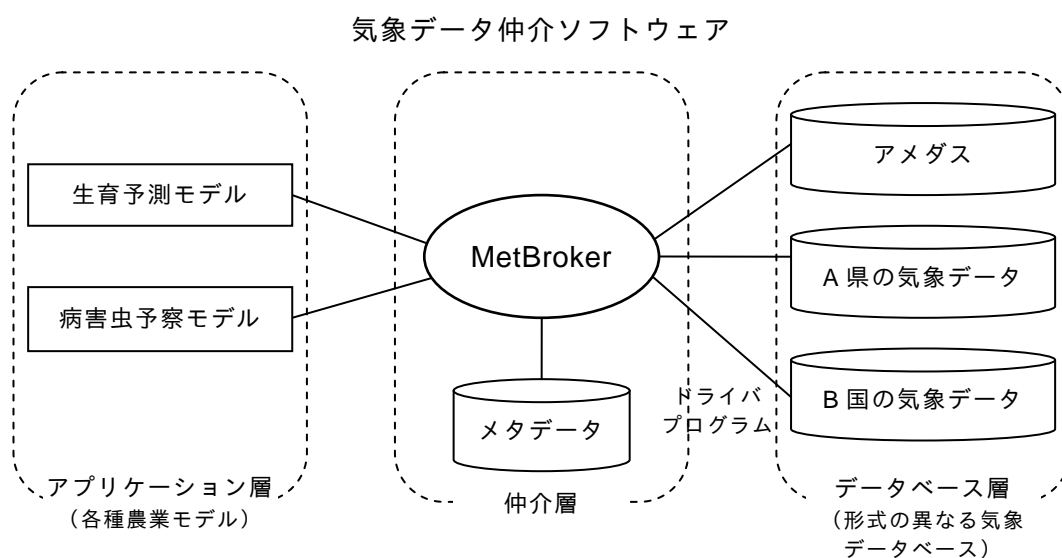 気象データ仲介ソフトウェア
生育予測モデル
病害虫予察モデル
アプリケーション層
（各種農業モデル）
MetBroker
メタデータ
仲介層
ドライバ
プログラム
アメダス
A 県の気象データ
B 国の気象データ
データベース層
（形式の異なる気象
データベース）